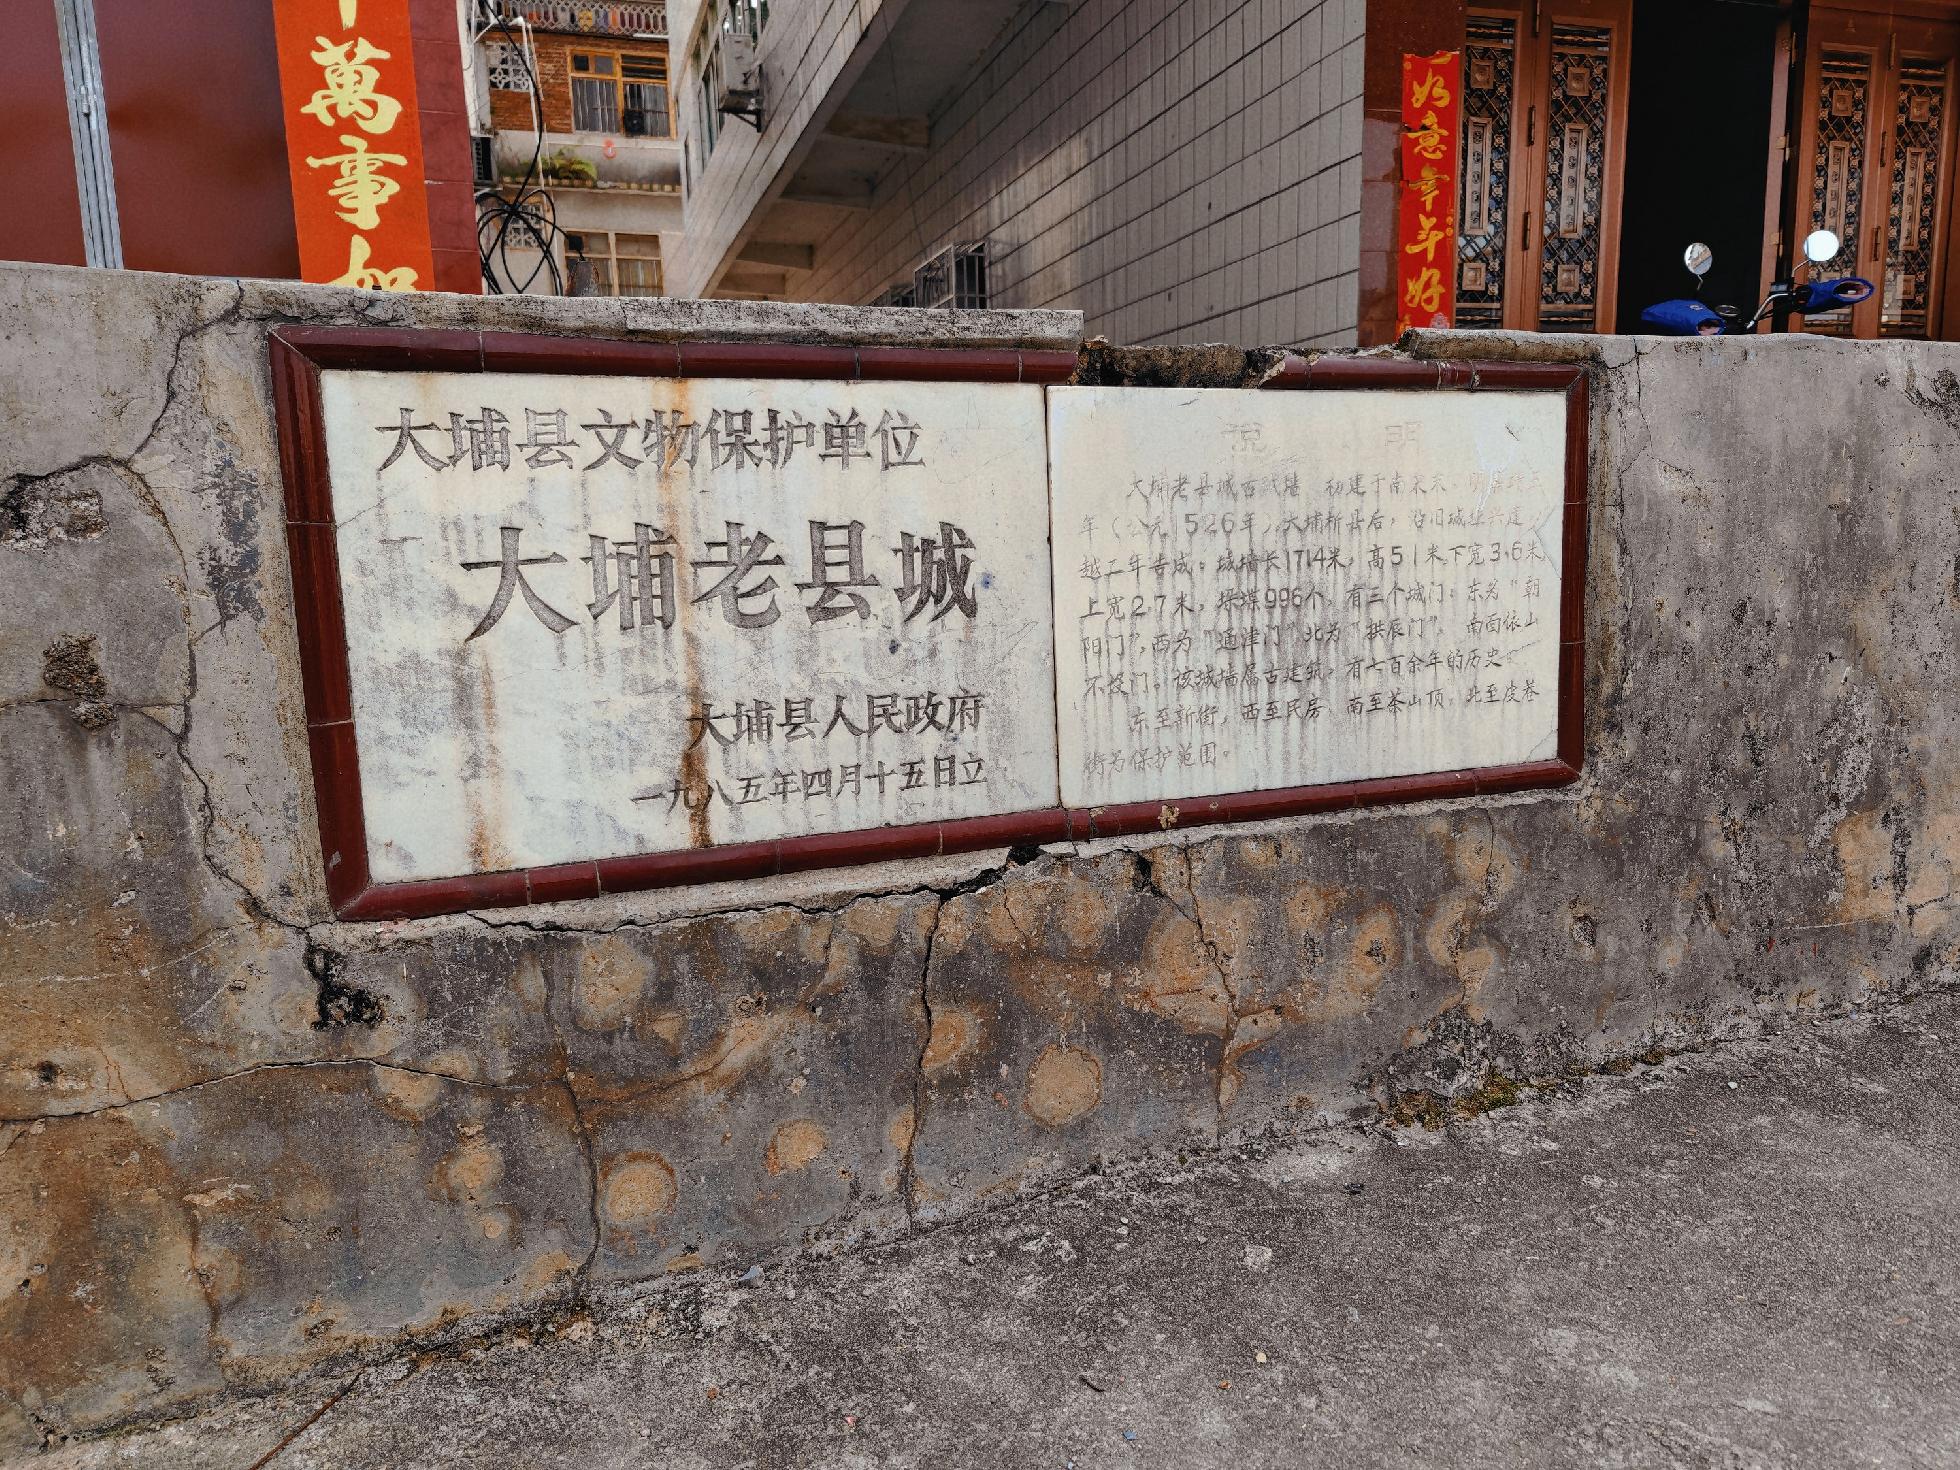 萬事如
如意年年好
大埔县文物保护单位
大埔老县城
大埔县人民政府
一九八五年四月十五日立
说 明
大埔老县城古城墙 初建于南宋末
年（公元1526年），大埔析县后，沿旧城址兴建，
越工年告成。城墙长1714米，高51米，下宽3.6米
上宽2.7米，垛堞996个，有三个城门：东为“朝
阳门”，西为“通津门”北为“拱辰门”。南面依山
不设门。该城墙属古建筑，有七百余年的历史。
东至新街，西至民房，南至茶山顶，北至皮巷
街为保护范围。